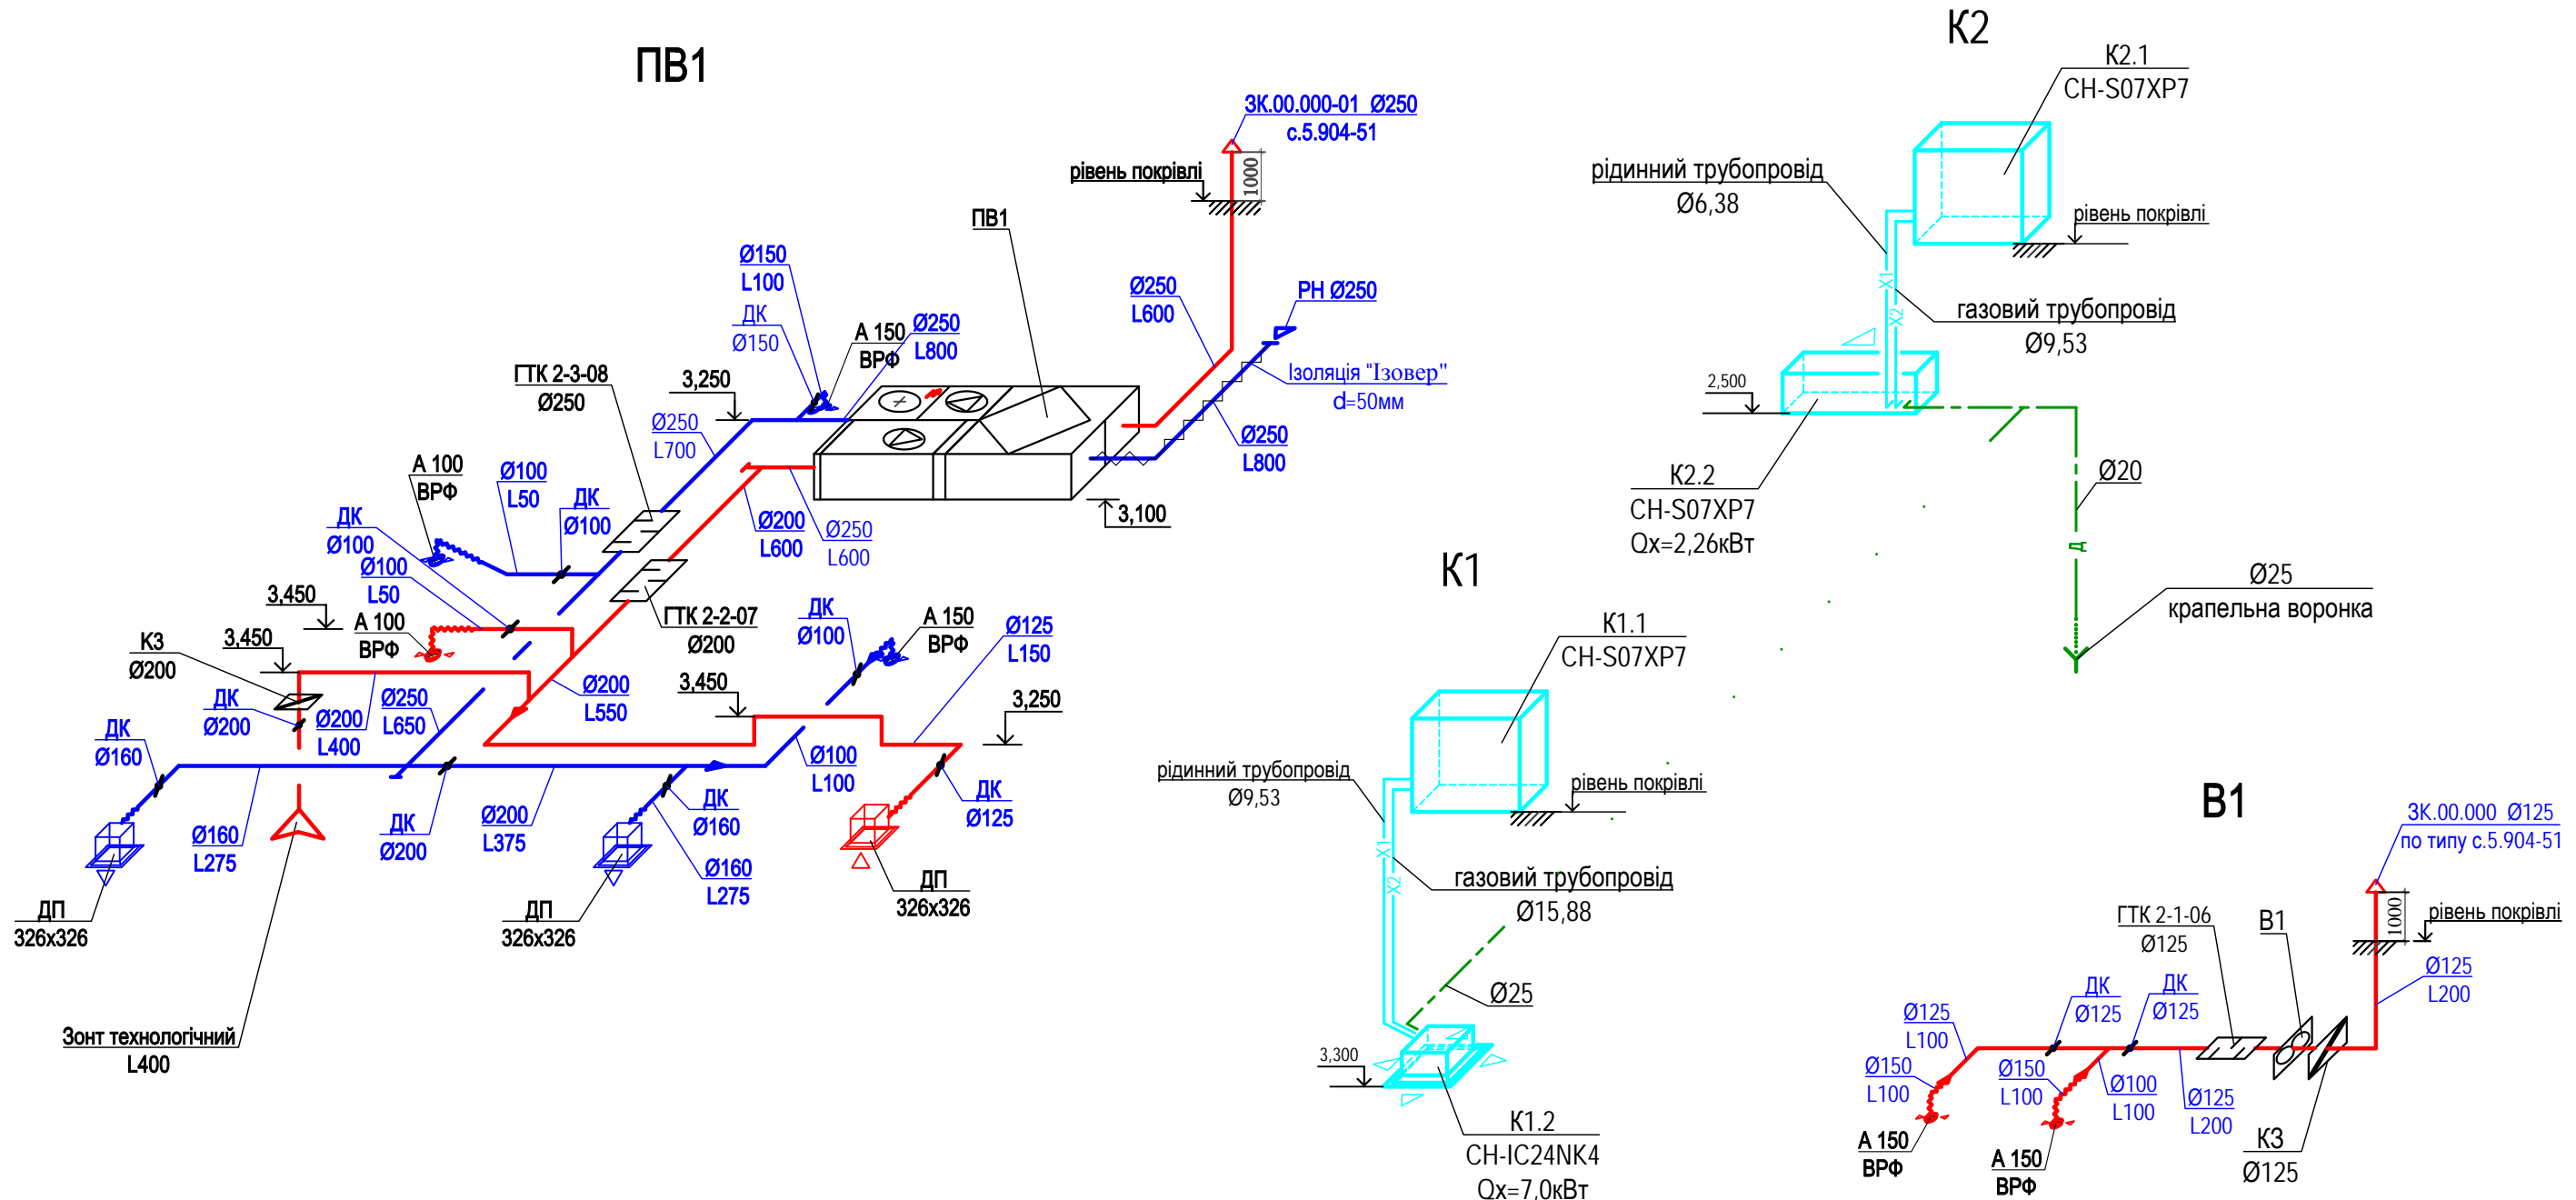 ПВ1
ЗК.00.000-01 Ø250
с.5.904-51
рівень покрівлі
1000
ПВ1
Ø150
L100
ДК
Ø150
А 150
ВРФ
Ø250
L800
Ø250
L600
РН Ø250
Ізоляція "Ізовер"
d=50мм
Ø250
L800
ГТК 2-3-08
Ø250
3,250
Ø250
L700
3,100
А 100
ВРФ
Ø100
L50
ДК
Ø100
ДК
Ø100
Ø100
L50
Ø200
L600
Ø250
L600
3,450
А 100
ВРФ
3,450
КЗ
Ø200
ГТК 2-2-07
Ø200
ДК
Ø100
А 150
ВРФ
Ø125
L150
3,450
3,250
ДК
Ø200
Ø200
L400
Ø250
L650
Ø200
L550
ДК
Ø160
Ø100
L100
ДК
Ø125
Ø160
L275
ДК
Ø200
Ø200
L375
ДК
Ø160
Ø160
L275
ДП
326х326
ДП
326х326
ДП
326х326
Зонт технологічний
L400
К2
К2.1
CH-S07XP7
рідинний трубопровід
Ø6,38
рівень покрівлі
X1
X2
газовий трубопровід
Ø9,53
2,500
К2.2
CH-S07XP7
Qх=2,26кВт
Ø20
Д
Ø25
крапельна воронка
К1
К1.1
CH-S07XP7
рідинний трубопровід
Ø9,53
рівень покрівлі
X1
X2
газовий трубопровід
Ø15,88
Ø25
3,300
К1.2
CH-IC24NK4
Qх=7,0кВт
В1
ЗК.00.000 Ø125
по типу с.5.904-51
1000
рівень покрівлі
ГТК 2-1-06
Ø125
В1
Ø125
L200
ДК
Ø125
ДК
Ø125
Ø125
L100
Ø150
L100
Ø150
L100
Ø100
L100
Ø125
L200
А 150
ВРФ
А 150
ВРФ
КЗ
Ø125